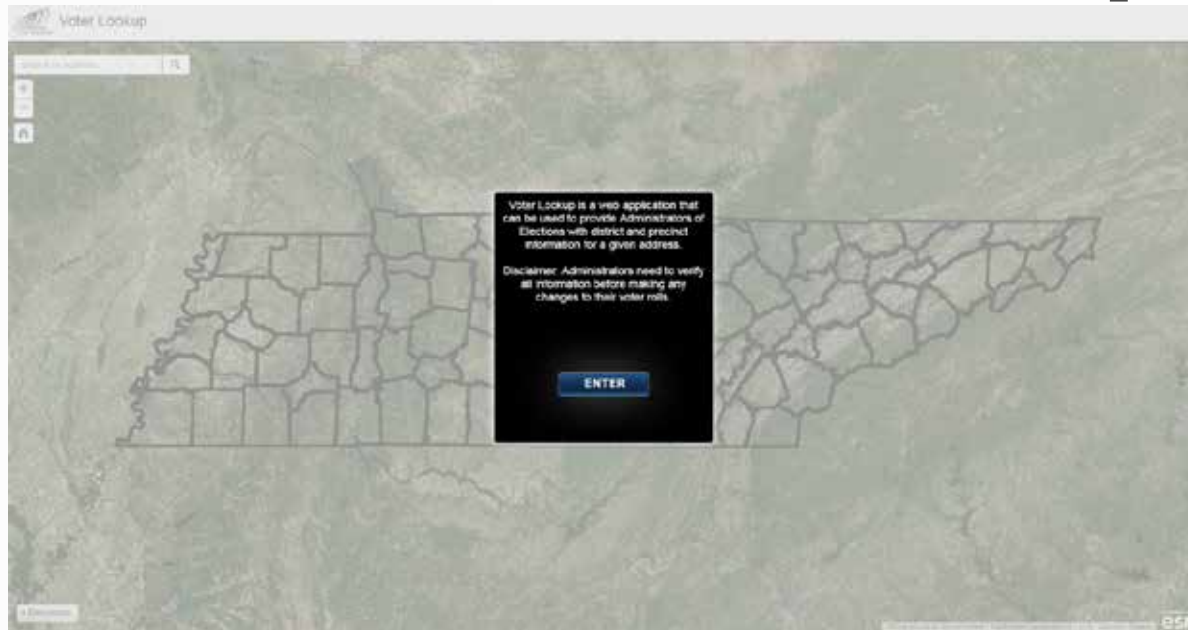 Voter Lookup
Voter Lookup is a web application that
can be used to provide Administrators of
Elections with district and precinct
information for a given address.
Disclaimer: Administrators need to verify
all information before making any
changes to their voter rolls.
ENTER
esri